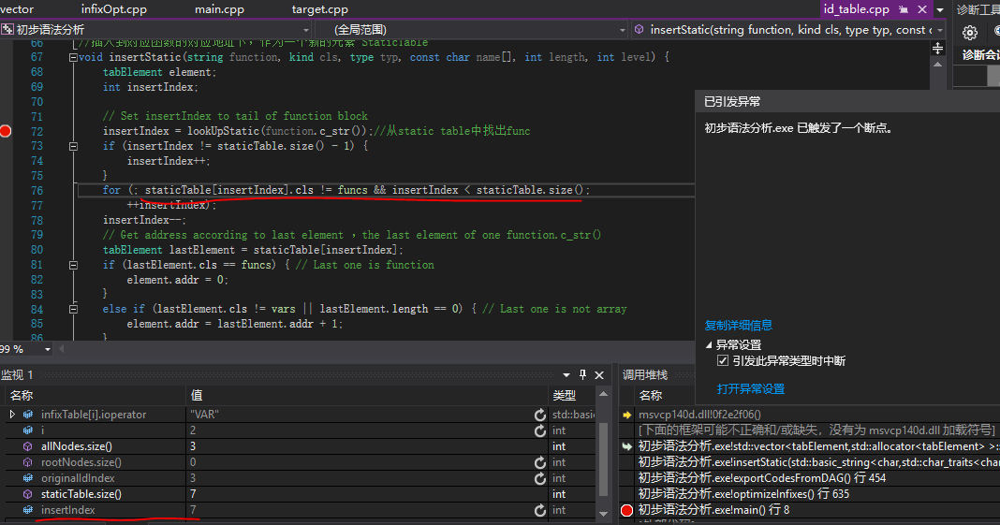 vector infixOpt.cpp main.cpp target.cpp id_table.cpp 诊断工具
初步语法分析 (全局范围) insertStatic(string function, kind cls, type typ, const c
诊断会
66 //插入到对应函数的对应地址下，作为一个新的元素 StaticTable
67 void insertStatic(string function, kind cls, type typ, const char name[], int length, int level) {
68 tabElement element;
69 int insertIndex;
70
71 // Set insertIndex to tail of function block
72 insertIndex = lookUpStatic(function.c_str());//从static table中找出func
73 if (insertIndex != staticTable.size() - 1) {
74 insertIndex++;
75 }
76 for (; staticTable[insertIndex].cls != funcs && insertIndex < staticTable.size();
77 ++insertIndex);
78 insertIndex--;
79 // Get address according to last element ，the last element of one function.c_str()
80 tabElement lastElement = staticTable[insertIndex];
81 if (lastElement.cls == funcs) { // Last one is function
82 element.addr = 0;
83 }
84 else if (lastElement.cls != vars || lastElement.length == 0) { // Last one is not array
85 element.addr = lastElement.addr + 1;
86 }
已引发异常
初步语法分析.exe 已触发了一个断点。
复制详细信息
异常设置
引发此异常类型时中断
打开异常设置
99 %
监视 1
名称 值 类型
infixTable[i].ioperator "VAR" std::basi
i 2 int
allNodes.size() 3 int
rootNodes.size() 0 int
originalIdIndex 3 int
staticTable.size() 7 int
insertIndex 7 int
调用堆栈
名称
msvcp140d.dll!0f2e2f06()
[下面的框架可能不正确和/或缺失，没有为 msvcp140d.dll 加载符号]
初步语法分析.exe!std::vector<tabElement,std::allocator<tabElement> >::
初步语法分析.exe!insertStatic(std::basic_string<char,std::char_traits<char
初步语法分析.exe!exportCodesFromDAG() 行 454
初步语法分析.exe!optimizeInfixes() 行 635
初步语法分析.exe!main() 行 8